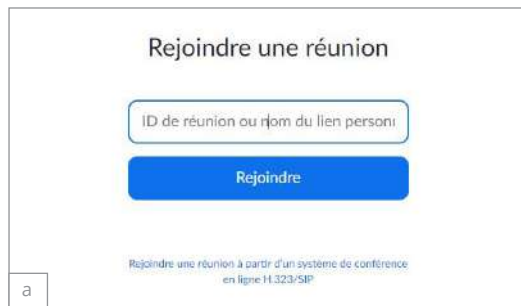 Rejoindre une réunion
ID de réunion ou nom du lien person
Rejoindre
Rejoindre une réunion à partir d'un système de conférence
en ligne H.323/SIP
a